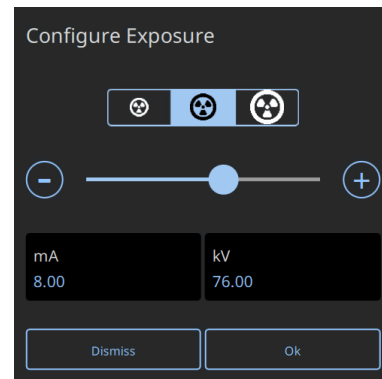 Configure Exposure
-
+
mA
kV
8.00
76.00
Dismiss
Ok